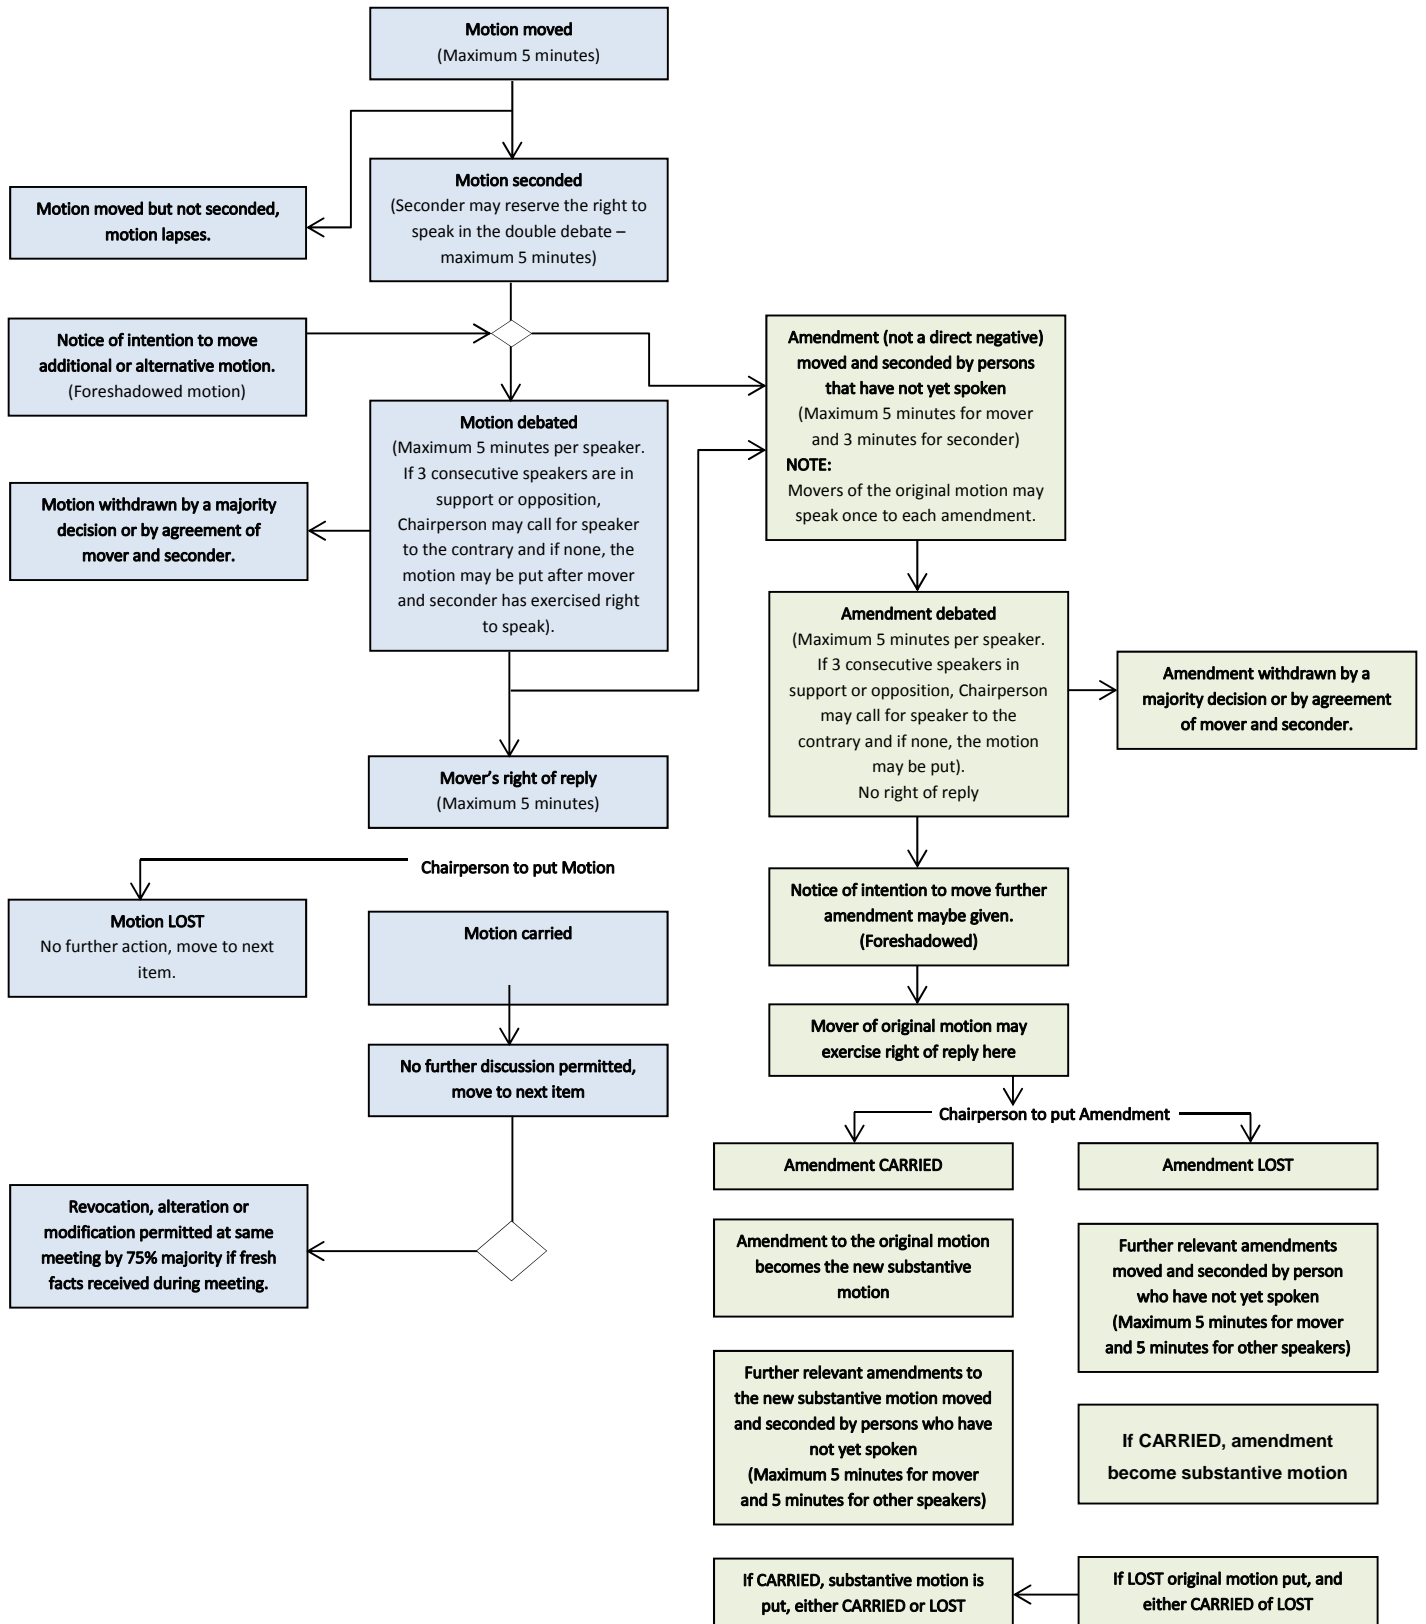 Motion moved
(Maximum 5 minutes)
Motion seconded
(Seconder may reserve the right to
speak in the double debate –
maximum 5 minutes)
Motion moved but not seconded,
motion lapses.
Notice of intention to move
additional or alternative motion.
(Foreshadowed motion)
Motion debated
(Maximum 5 minutes per speaker.
If 3 consecutive speakers are in
support or opposition,
Chairperson may call for speaker
to the contrary and if none, the
motion may be put after mover
and seconder has exercised right
to speak).
Motion withdrawn by a majority
decision or by agreement of
mover and seconder.
Mover’s right of reply
(Maximum 5 minutes)
Chairperson to put Motion
Motion LOST
No further action, move to next
item.
Motion carried
No further discussion permitted,
move to next item
Revocation, alteration or
modification permitted at same
meeting by 75% majority if fresh
facts received during meeting.
Amendment (not a direct negative)
moved and seconded by persons
that have not yet spoken
(Maximum 5 minutes for mover
and 3 minutes for seconder)
NOTE:
Movers of the original motion may
speak once to each amendment.
Amendment debated
(Maximum 5 minutes per speaker.
If 3 consecutive speakers in
support or opposition, Chairperson
may call for speaker to the
contrary and if none, the motion
may be put).
No right of reply
Amendment withdrawn by a
majority decision or by agreement
of mover and seconder.
Notice of intention to move further
amendment maybe given.
(Foreshadowed)
Mover of original motion may
exercise right of reply here
Chairperson to put Amendment
Amendment CARRIED
Amendment to the original motion
becomes the new substantive
motion
Further relevant amendments to
the new substantive motion moved
and seconded by persons who have
not yet spoken
(Maximum 5 minutes for mover
and 5 minutes for other speakers)
If CARRIED, substantive motion is
put, either CARRIED or LOST
Amendment LOST
Further relevant amendments
moved and seconded by person
who have not yet spoken
(Maximum 5 minutes for mover
and 5 minutes for other speakers)
If CARRIED, amendment
become substantive motion
If LOST original motion put, and
either CARRIED of LOST